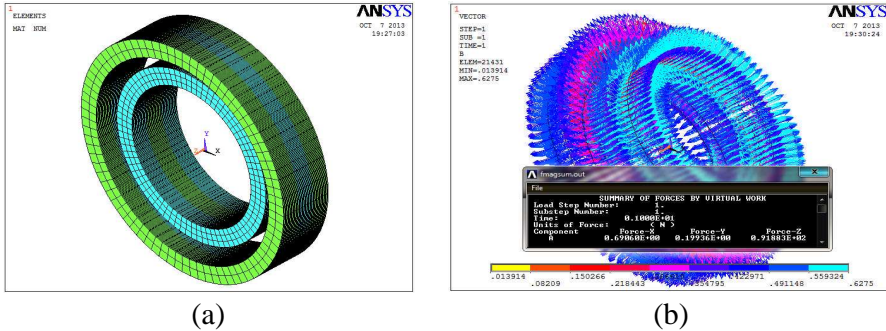 1
ELEMENTS
MAT NUM
ANSYS
OCT 7 2013
19:27:03
Y
X
(a)
1
VECTOR
STEP=1
SUB =1
TIME=1
B
ELEM=21431
MIN=.013914
MAX=.6275
ANSYS
OCT 7 2013
19:30:24
fmagsum.out
File
SUMMARY OF FORCES BY VIRTUAL WORK
Load Step Number: 1.
Substep Number: 1.
Time: 0.1000E+01
Units of Force: ( N )
Component Force-X Force-Y Force-Z
A 0.69060E+00 0.19936E+00 0.91883E+02
.013914 .150266 .422971 .559324
.08209 .218443 .491148 .6275
(b)